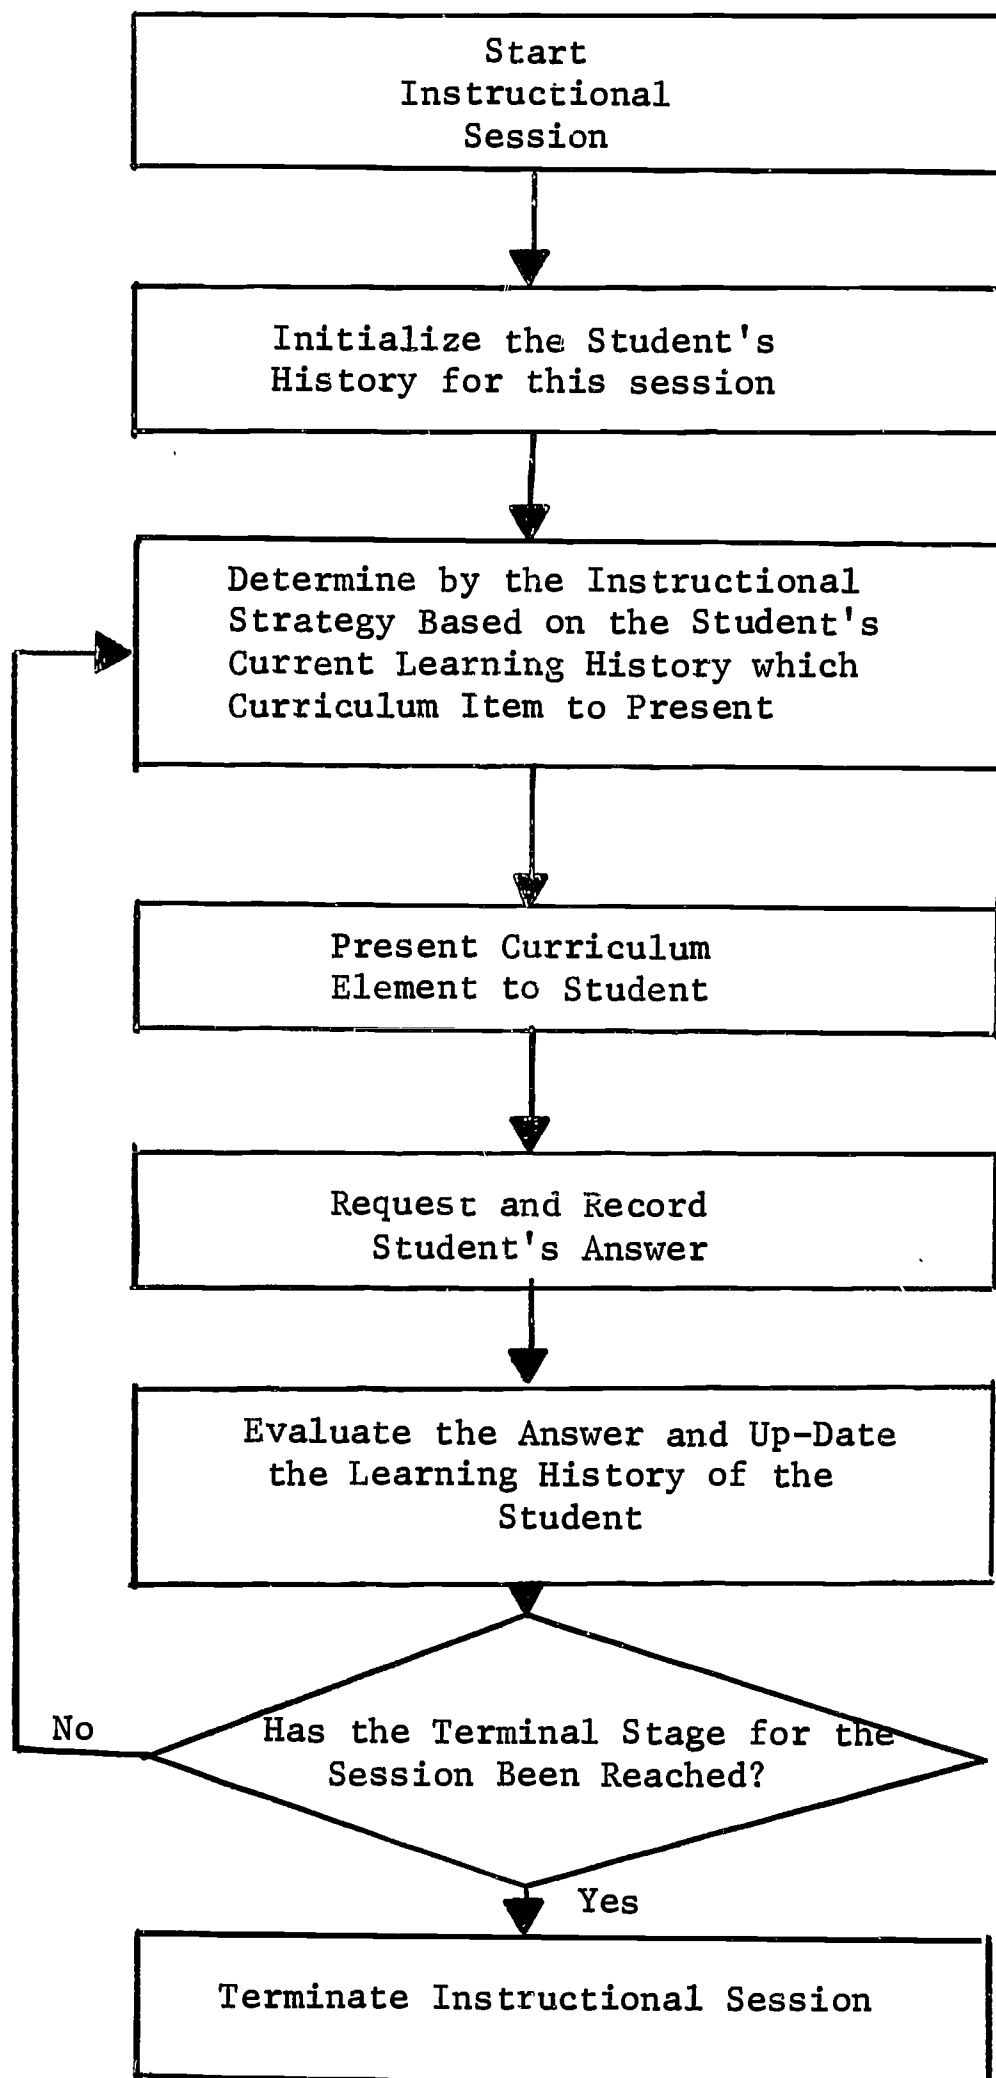 Start
Instructional
Session
Initialize the Student's
History for this session
Determine by the Instructional
Strategy Based on the Student's
Current Learning History which
Curriculum Item to Present
Present Curriculum
Element to Student
Request and Record
Student's Answer
Evaluate the Answer and Up-Date
the Learning History of the
Student
No
Has the Terminal Stage for the
Session Been Reached?
Yes
Terminate Instructional Session